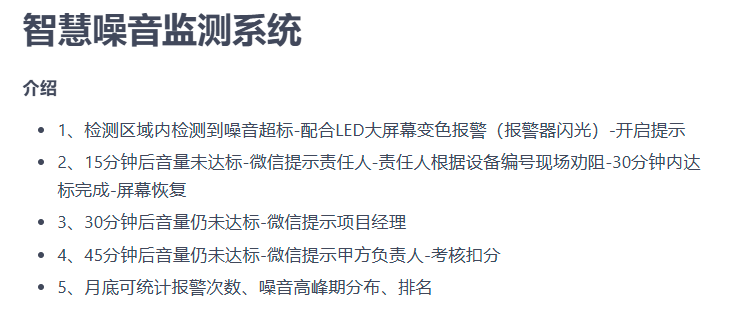 智慧噪音监测系统
介绍
1、检测区域内检测到噪音超标-配合LED大屏幕变色报警（报警器闪光）-开启提示
2、15分钟后音量未达标-微信提示责任人-责任人根据设备编号现场劝阻-30分钟内达
标完成-屏幕恢复
3、30分钟后音量仍未达标-微信提示项目经理
4、45分钟后音量仍未达标-微信提示甲方负责人-考核扣分
5、月底可统计报警次数、噪音高峰期分布、排名